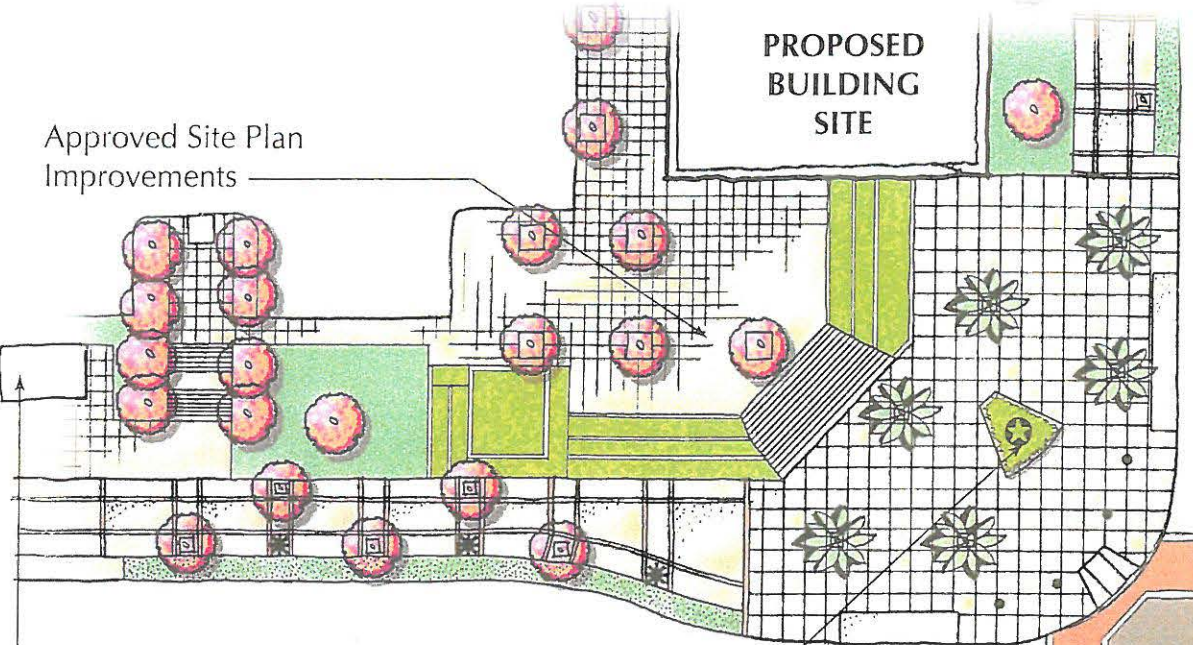 PROPOSED
BUILDING
SITE
Approved Site Plan
Improvements